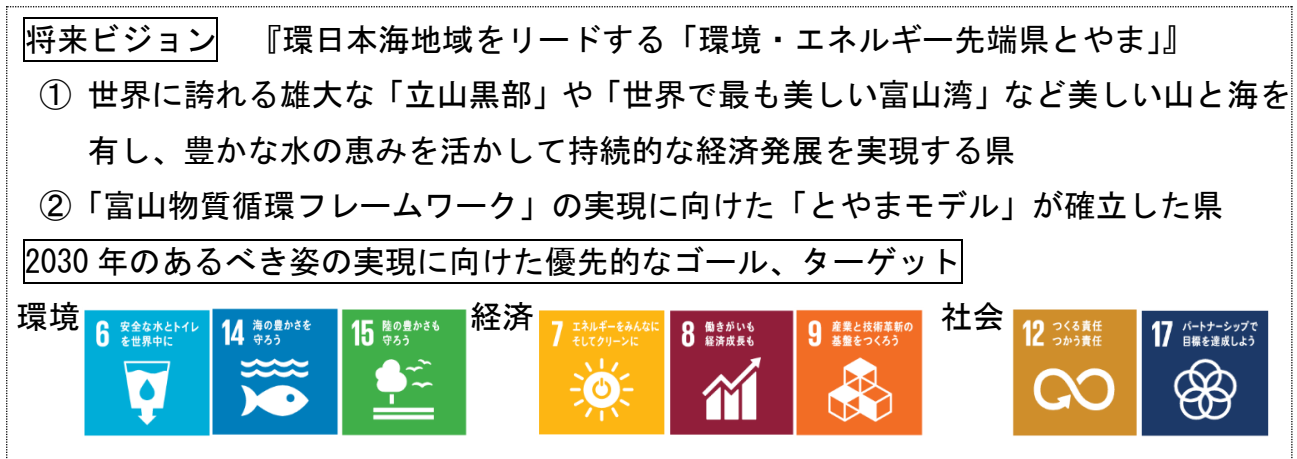 将来ビジョン 『環日本海地域をリードする「環境・エネルギー先端県とやま」』
① 世界に誇れる雄大な「立山黒部」や「世界で最も美しい富山湾」など美しい山と海を
有し、豊かな水の恵みを活かして持続的な経済発展を実現する県
②「富山物質循環フレームワーク」の実現に向けた「とやまモデル」が確立した県
2030 年のあるべき姿の実現に向けた優先的なゴール、ターゲット
環境
6 安全な水とトイレ
を世界中に
14 海の豊かさを
守ろう
15 陸の豊かさも
守ろう
経済
7 エネルギーをみんなに
そしてクリーンに
8 働きがいも
経済成長も
9 産業と技術革新の
基盤をつくろう
社会
12 つくる責任
つかう責任
17 パートナーシップで
目標を達成しよう